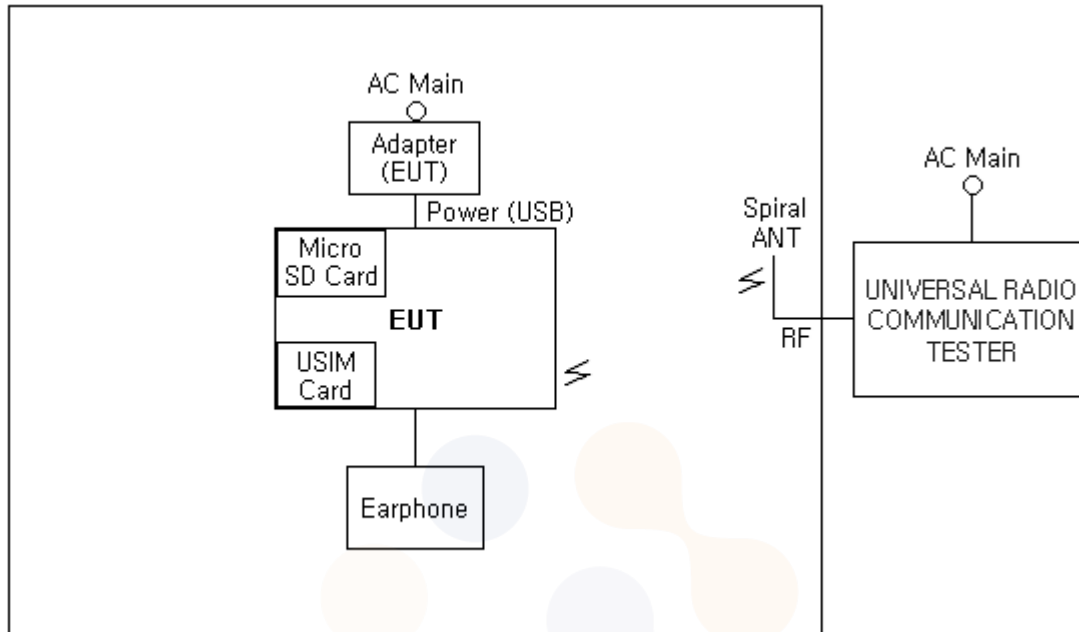 AC Main
Adapter
(EUT)
Power (USB)
Micro
SD Card
EUT
USIM
Card
Earphone
Spiral
ANT
RF
AC Main
UNIVERSAL RADIO
COMMUNICATION
TESTER